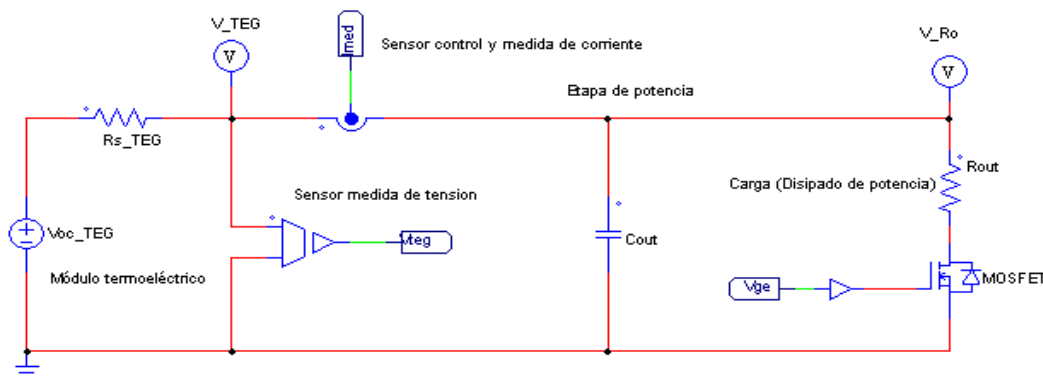 V_TEG
Imed
Sensor control y medida de corriente
V_Ro
V
V
Etapa de potencia
Rs_TEG
Rout
Carga (Disipado de potencia)
Sensor medida de tension
Voc_TEG
Vteg
Cout
Módulo termoeléctrico
Vge
MOSFET